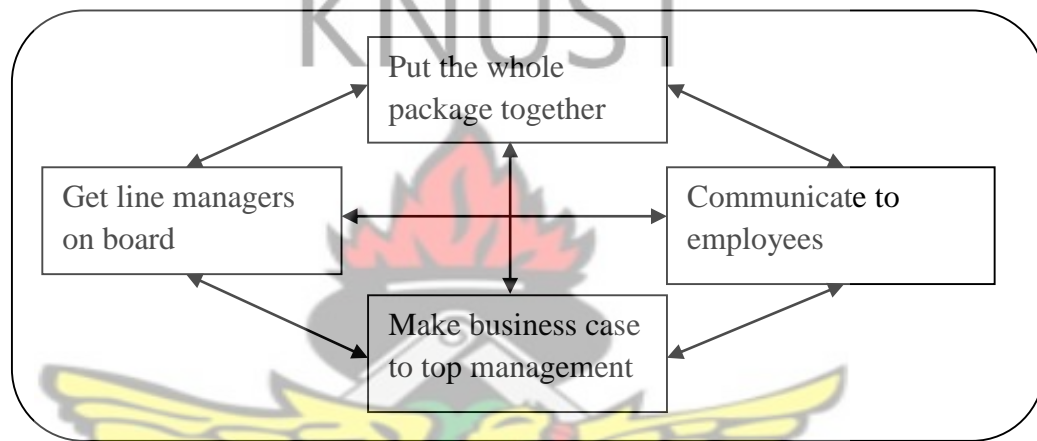 KNUST
Put the whole
package together
Get line managers
on board
Communicate to
employees
Make business case
to top management